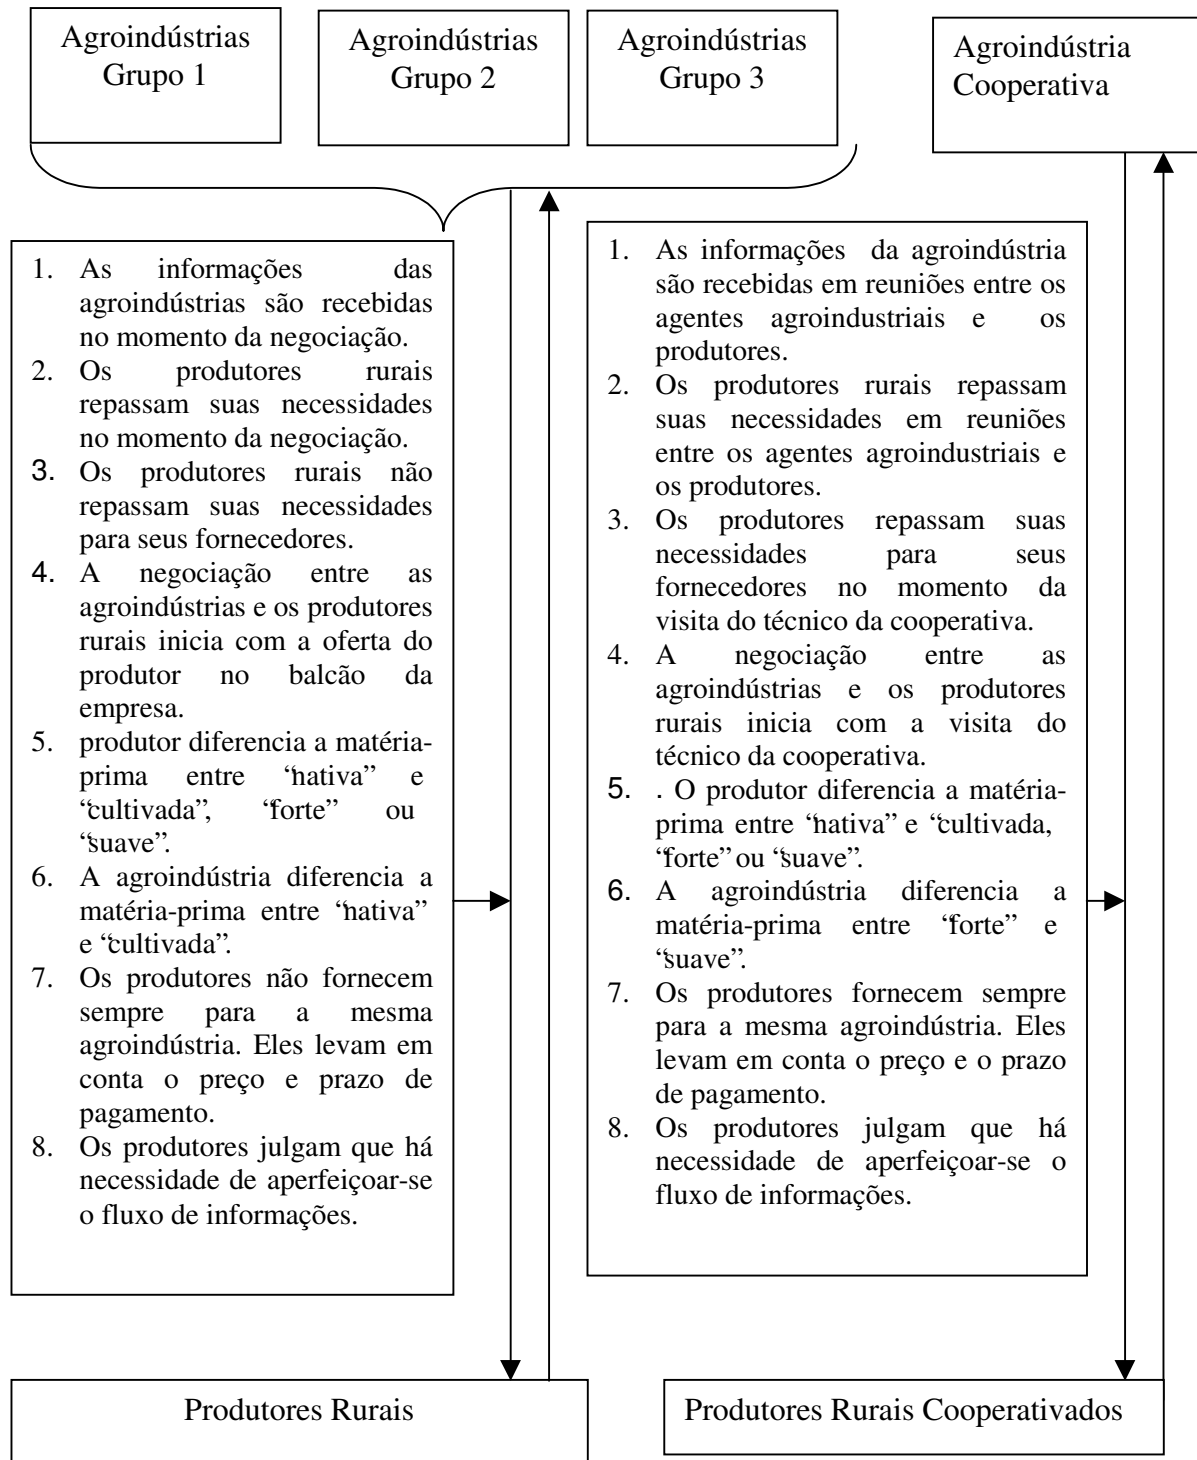 Agroindústrias
Grupo 1
Agroindústrias
Grupo 2
Agroindústrias
Grupo 3
Agroindústria
Cooperativa
1. As informações das
agroindústrias são recebidas
no momento da negociação.
2. Os produtores rurais
repassam suas necessidades
no momento da negociação.
3. Os produtores rurais não
repassam suas necessidades
para seus fornecedores.
4. A negociação entre as
agroindústrias e os produtores
rurais inicia com a oferta do
produtor no balcão da
empresa.
5. produtor diferencia a matéria-
prima entre “nativa” e
“cultivada”, “forte” ou
“suave”.
6. A agroindústria diferencia a
matéria-prima entre “nativa”
e “cultivada”.
7. Os produtores não fornecem
sempre para a mesma
agroindústria. Eles levam em
conta o preço e prazo de
pagamento.
8. Os produtores julgam que há
necessidade de aperfeiçoar-se
o fluxo de informações.
1. As informações da agroindústria
são recebidas em reuniões entre os
agentes agroindustriais e os
produtores.
2. Os produtores rurais repassam
suas necessidades em reuniões
entre os agentes agroindustriais e
os produtores.
3. Os produtores repassam suas
necessidades para seus
fornecedores no momento da
visita do técnico da cooperativa.
4. A negociação entre as
agroindústrias e os produtores
rurais inicia com a visita do
técnico da cooperativa.
5. . O produtor diferencia a matéria-
prima entre “nativa” e “cultivada,
“forte” ou “suave”.
6. A agroindústria diferencia a
matéria-prima entre “forte” e
“suave”.
7. Os produtores fornecem sempre
para a mesma agroindústria. Eles
levam em conta o preço e o prazo
de pagamento.
8. Os produtores julgam que há
necessidade de aperfeiçoar-se o
fluxo de informações.
Produtores Rurais
Produtores Rurais Cooperativados